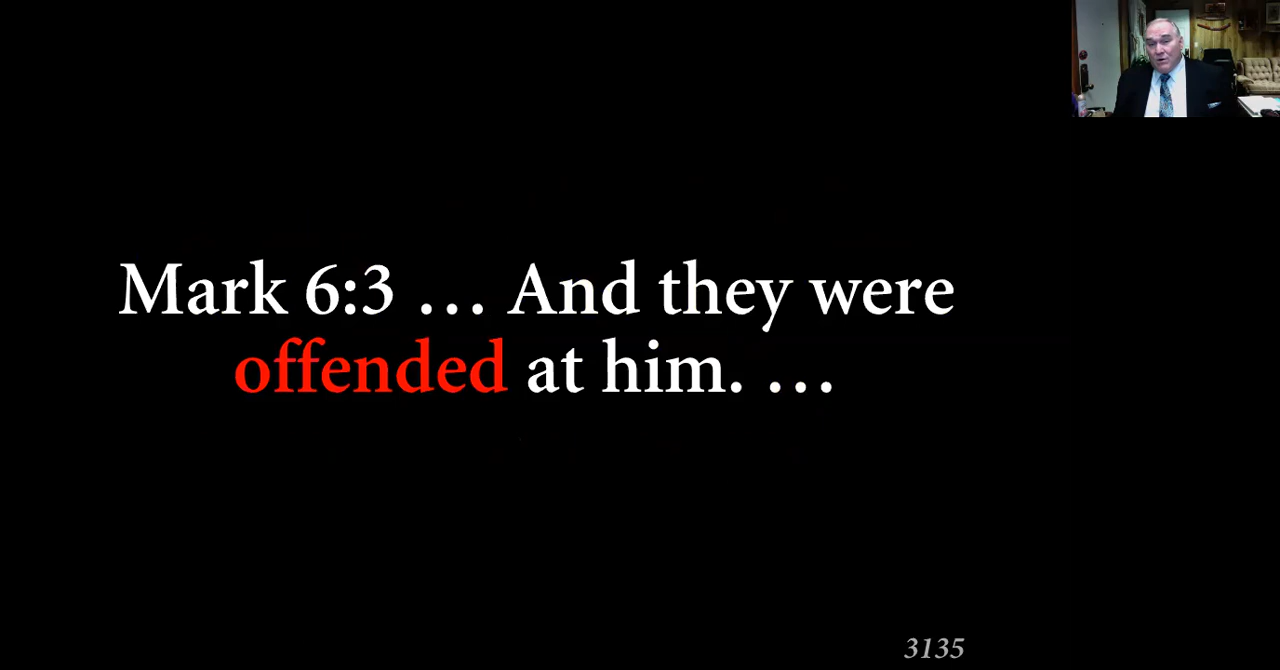 Mark 6:3 … And they were
offended at him. …
3135